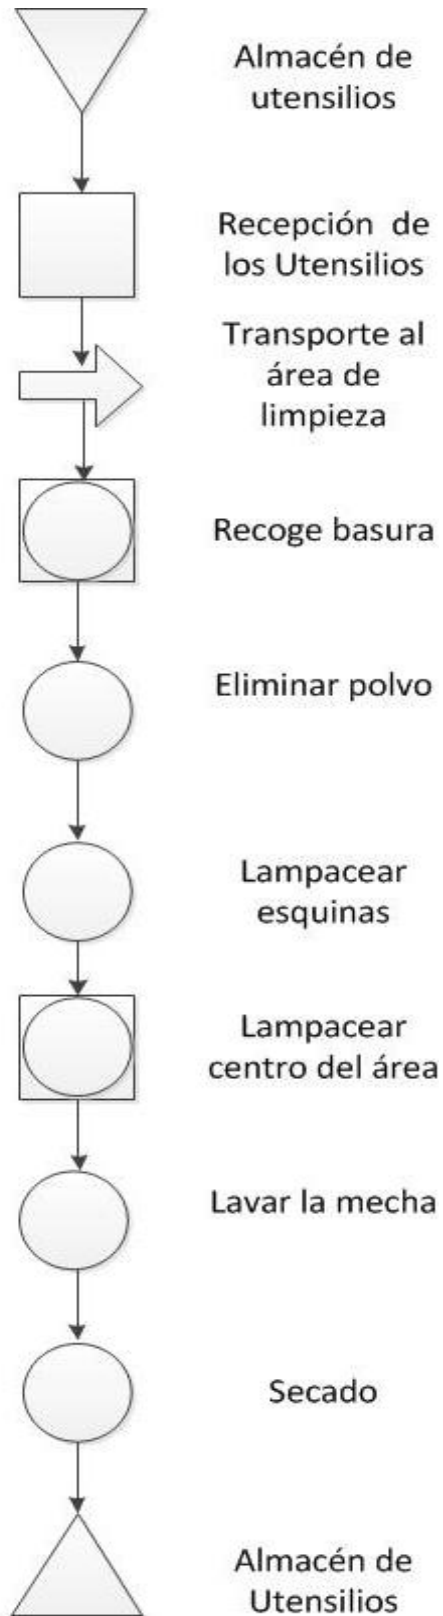 Almacén de
utensilios
Recepción de
los Utensilios
Transporte al
área de
limpieza
Recoge basura
Eliminar polvo
Lampacear
esquinas
Lampacear
centro del área
Lavar la mecha
Secado
Almacén de
Utensilios